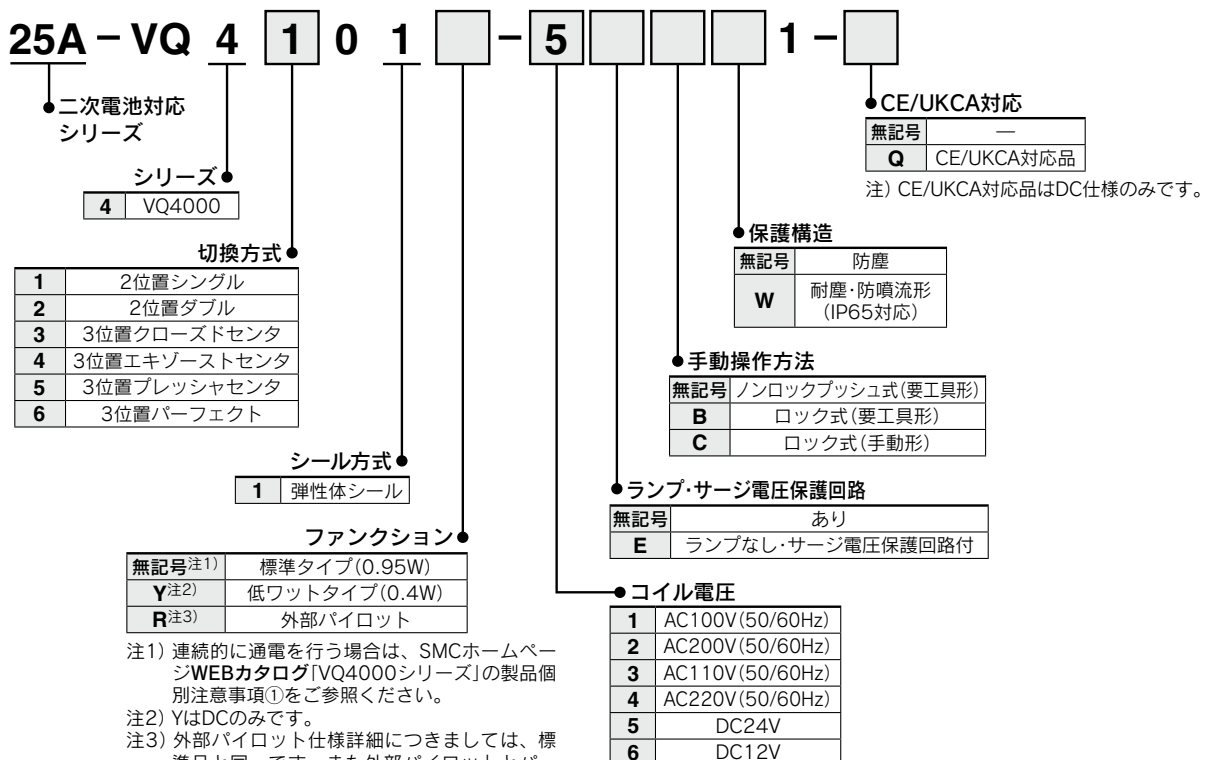 25A－VQ 4 1 0 1 － 5 1 －
二次電池対応
シリーズ
シリーズ
4 VQ4000
切換方式
1 2位置シングル
2 2位置ダブル
3 3位置クローズドセンタ
4 3位置エキゾーストセンタ
5 3位置プレッシャセンタ
6 3位置パーフェクト
シール方式
1 弾性体シール
ファンクション
無記号注1) 標準タイプ(0.95W)
Y注2) 低ワットタイプ(0.4W)
R注3) 外部パイロット
注1) 連続的に通電を行う場合は、SMCホームペー
ジWEBカタログ「VQ4000シリーズ」の製品個
別注意事項①をご参照ください。
注2) YはDCのみです。
注3) 外部パイロット仕様詳細につきましては、標
CE/UKCA対応
無記号 ―
Q CE/UKCA対応品
注) CE/UKCA対応品はDC仕様のみです。
保護構造
無記号 防塵
W 耐塵・防噴流形
(IP65対応)
手動操作方法
無記号 ノンロックプッシュ式(要工具形)
B ロック式(要工具形)
C ロック式(手動形)
ランプ・サージ電圧保護回路
無記号 あり
E ランプなし・サージ電圧保護回路付
コイル電圧
1 AC100V(50/60Hz)
2 AC200V(50/60Hz)
3 AC110V(50/60Hz)
4 AC220V(50/60Hz)
5 DC24V
6 DC12V